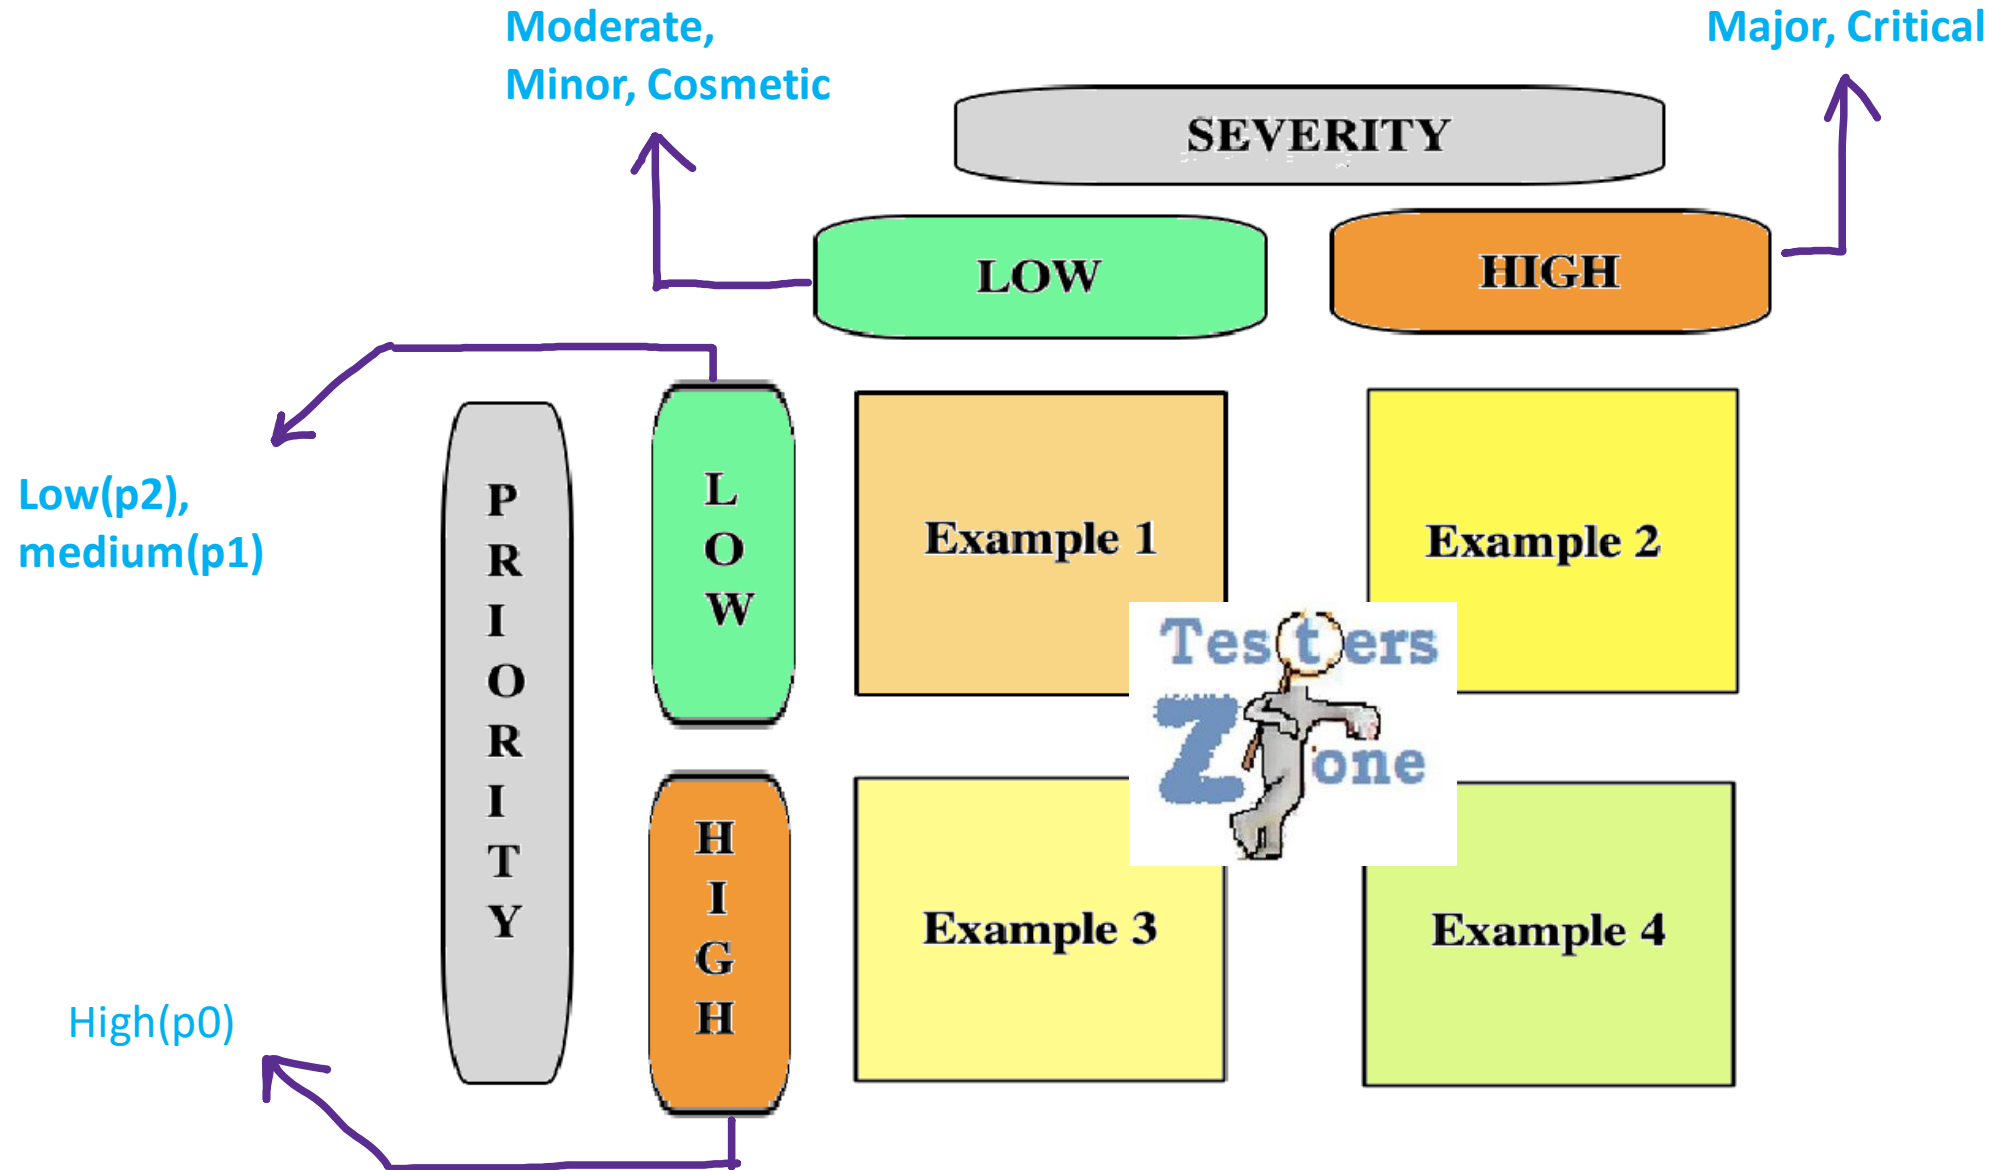 Moderate,
Minor, Cosmetic
Major, Critical
SEVERITY
LOW
HIGH
Low(p2),
medium(p1)
High(p0)
PRIORITY
LOW
HIGH
Example 1
Example 2
Testers
Zone
Example 3
Example 4